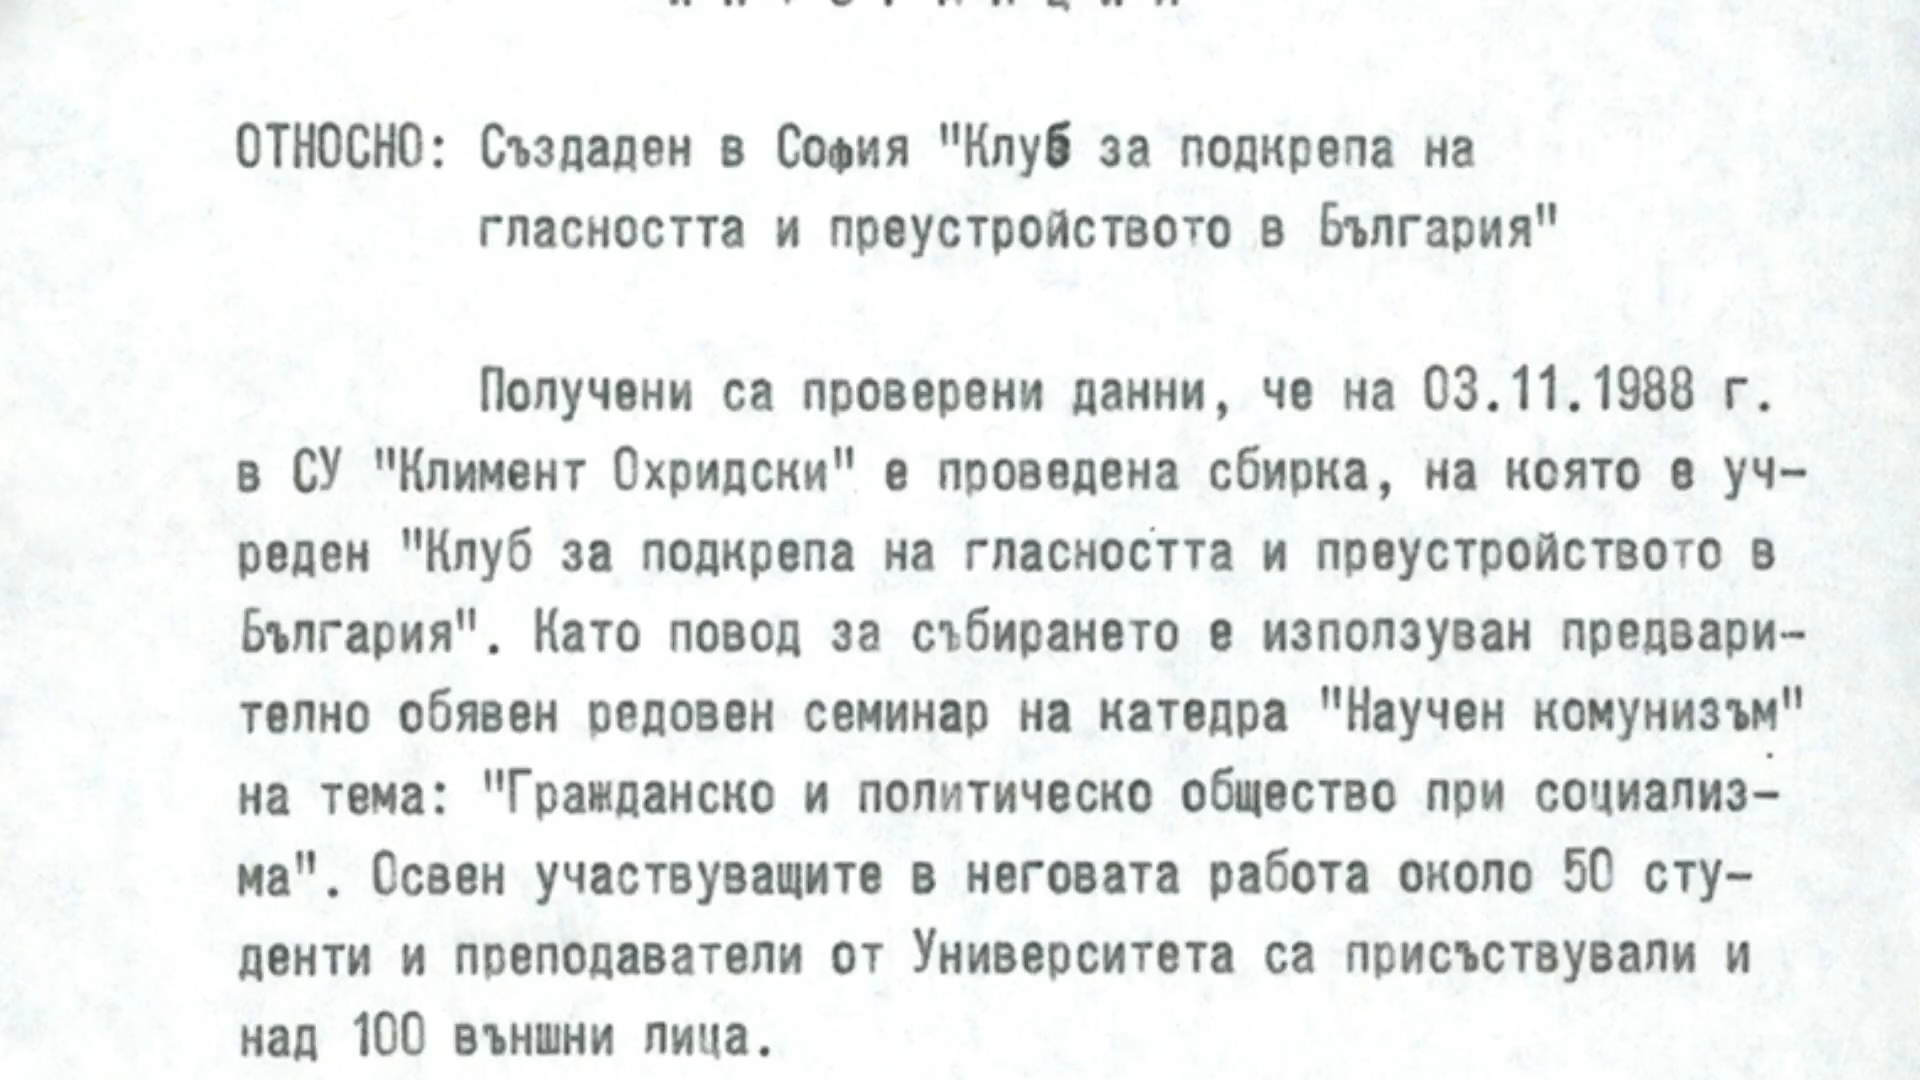 ОТНОСНО: Създаден в София "Клуб за подкрепа на
гласността и преустройството в България"
Получени са проверени данни, че на 03.11.1988 г.
в СУ "Климент Охридски" е проведена сбирка, на която е уч-
реден "Клуб за подкрепа на гласността и преустройството в
България". Като повод за събирането е използуван предвари-
телно обявен редовен семинар на катедра "Научен комунизъм"
на тема: "Гражданско и политическо общество при социализ-
ма". Освен участвуващите в неговата работа около 50 сту-
денти и преподаватели от Университета са присъствували и
над 100 външни лица.